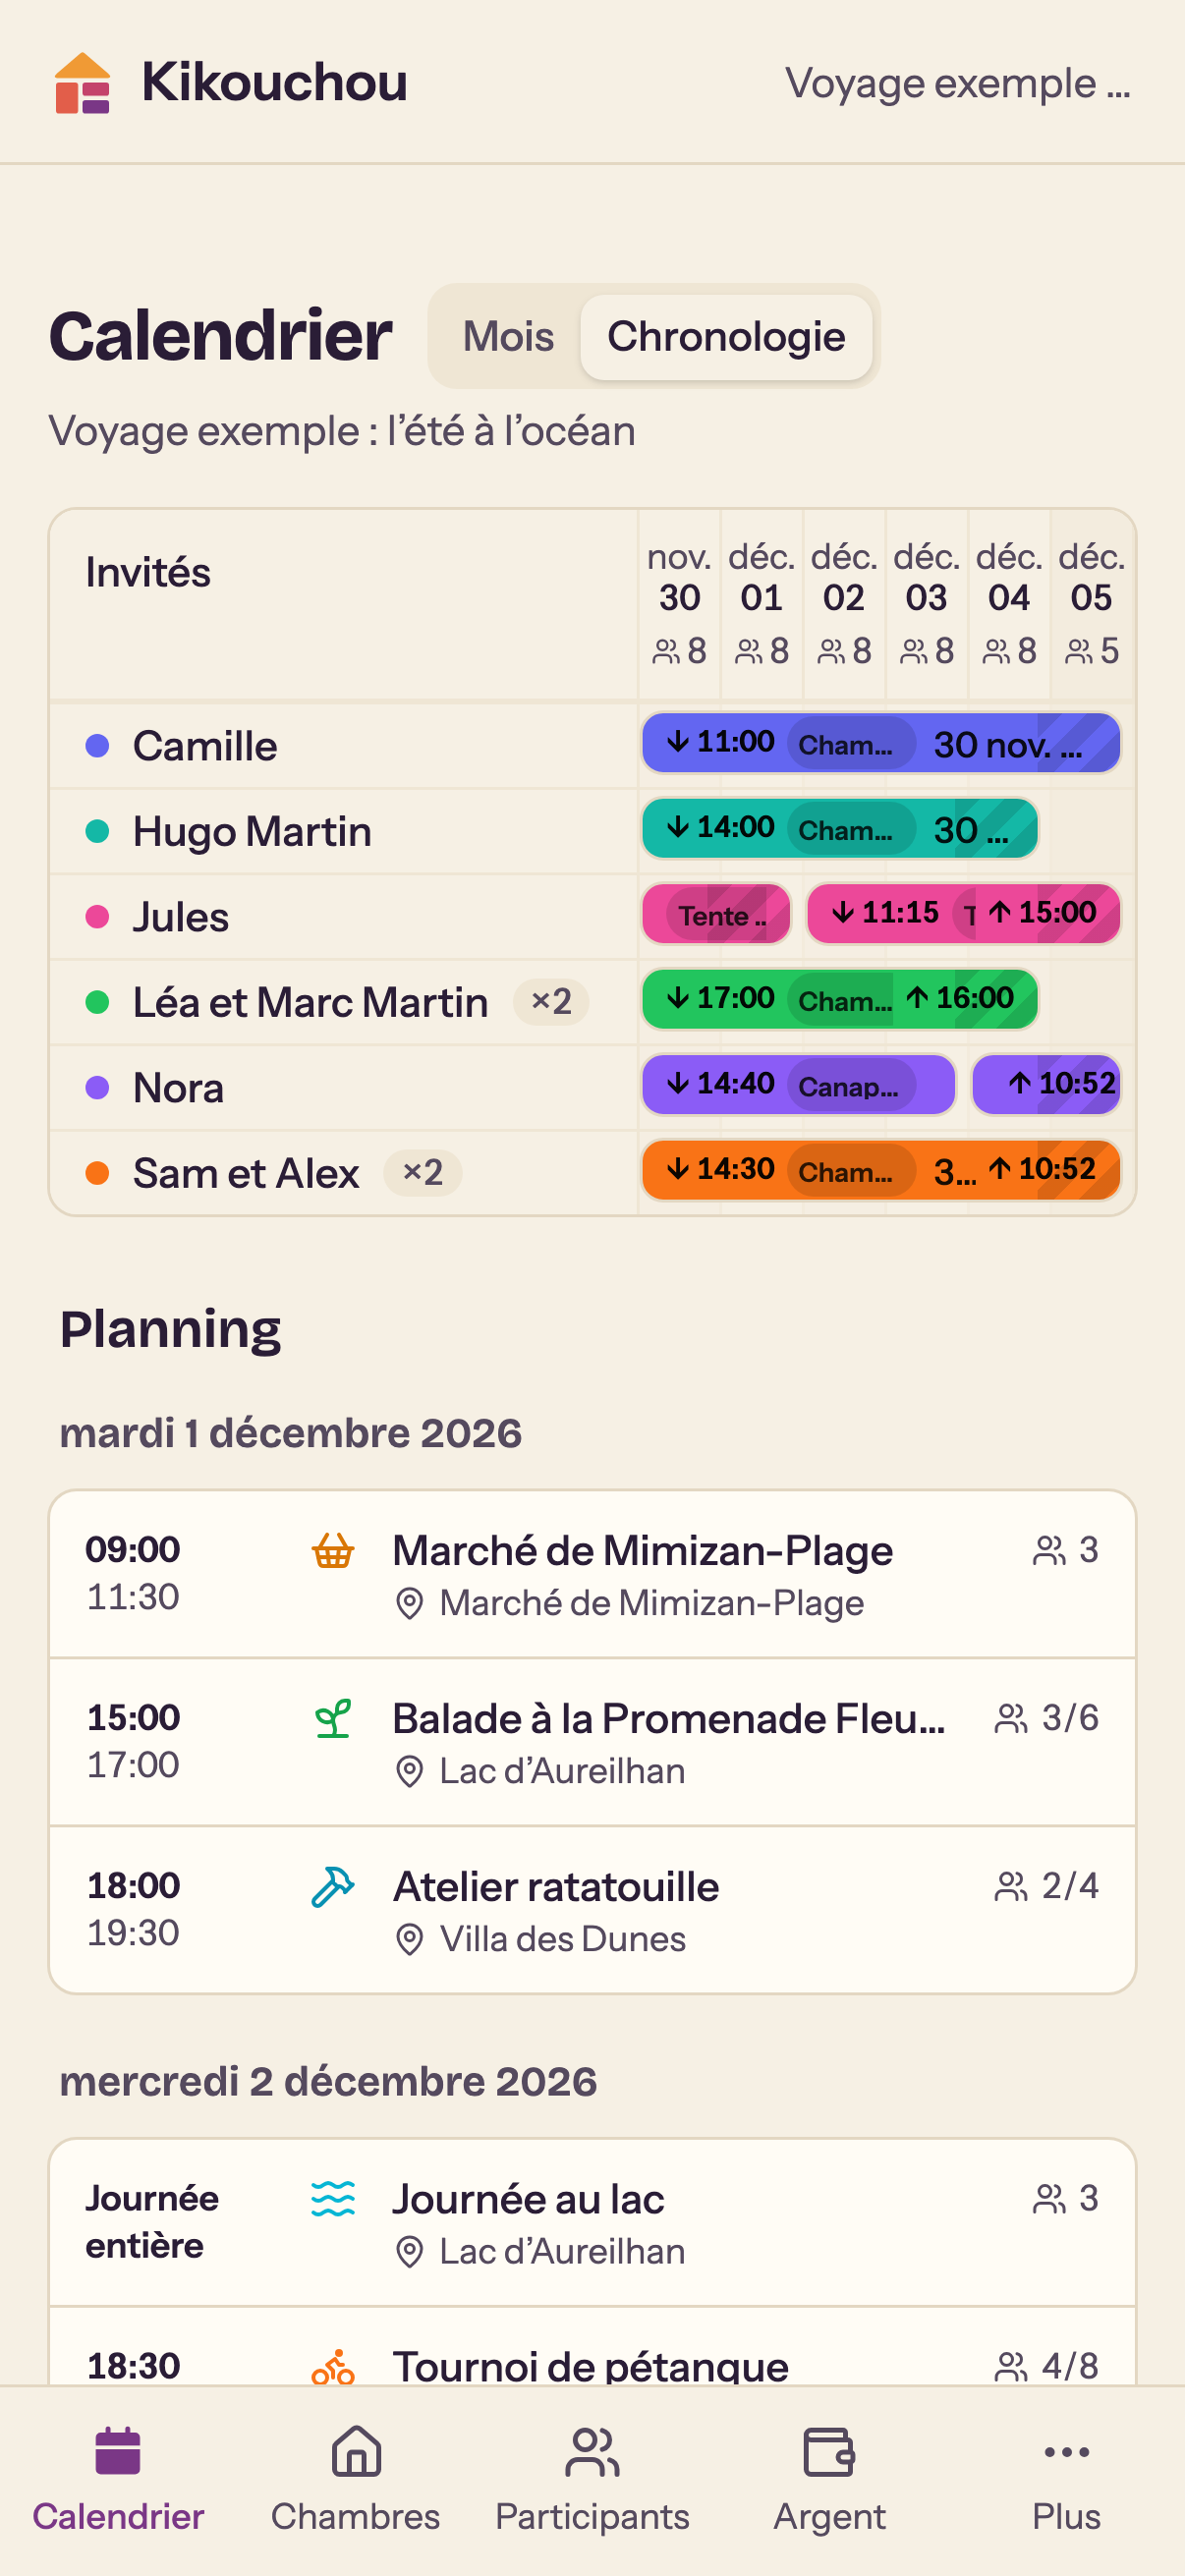 Kikouchou
Voyage exemple ...
Calendrier
Mois
Chronologie
Voyage exemple : l’été à l’océan
Invités
nov. déc. déc. déc. déc. déc.
30 01 02 03 04 05
8 8 8 8 8 5
Camille
↓ 11:00 Cham... 30 nov. ...
Hugo Martin
↓ 14:00 Cham... 30 ...
Jules
Tente .. ↓ 11:15 T ↑ 15:00
Léa et Marc Martin ×2
↓ 17:00 Cham... ↑ 16:00
Nora
↓ 14:40 Canap... ↑ 10:52
Sam et Alex ×2
↓ 14:30 Cham... 3... ↑ 10:52
Planning
mardi 1 décembre 2026
09:00 Marché de Mimizan-Plage 3
11:30 Marché de Mimizan-Plage
15:00 Balade à la Promenade Fleu... 3/6
17:00 Lac d’Aureilhan
18:00 Atelier ratatouille 2/4
19:30 Villa des Dunes
mercredi 2 décembre 2026
Journée Journée au lac 3
entière Lac d’Aureilhan
18:30 Tournoi de pétanque 4/8
Calendrier Chambres Participants Argent Plus